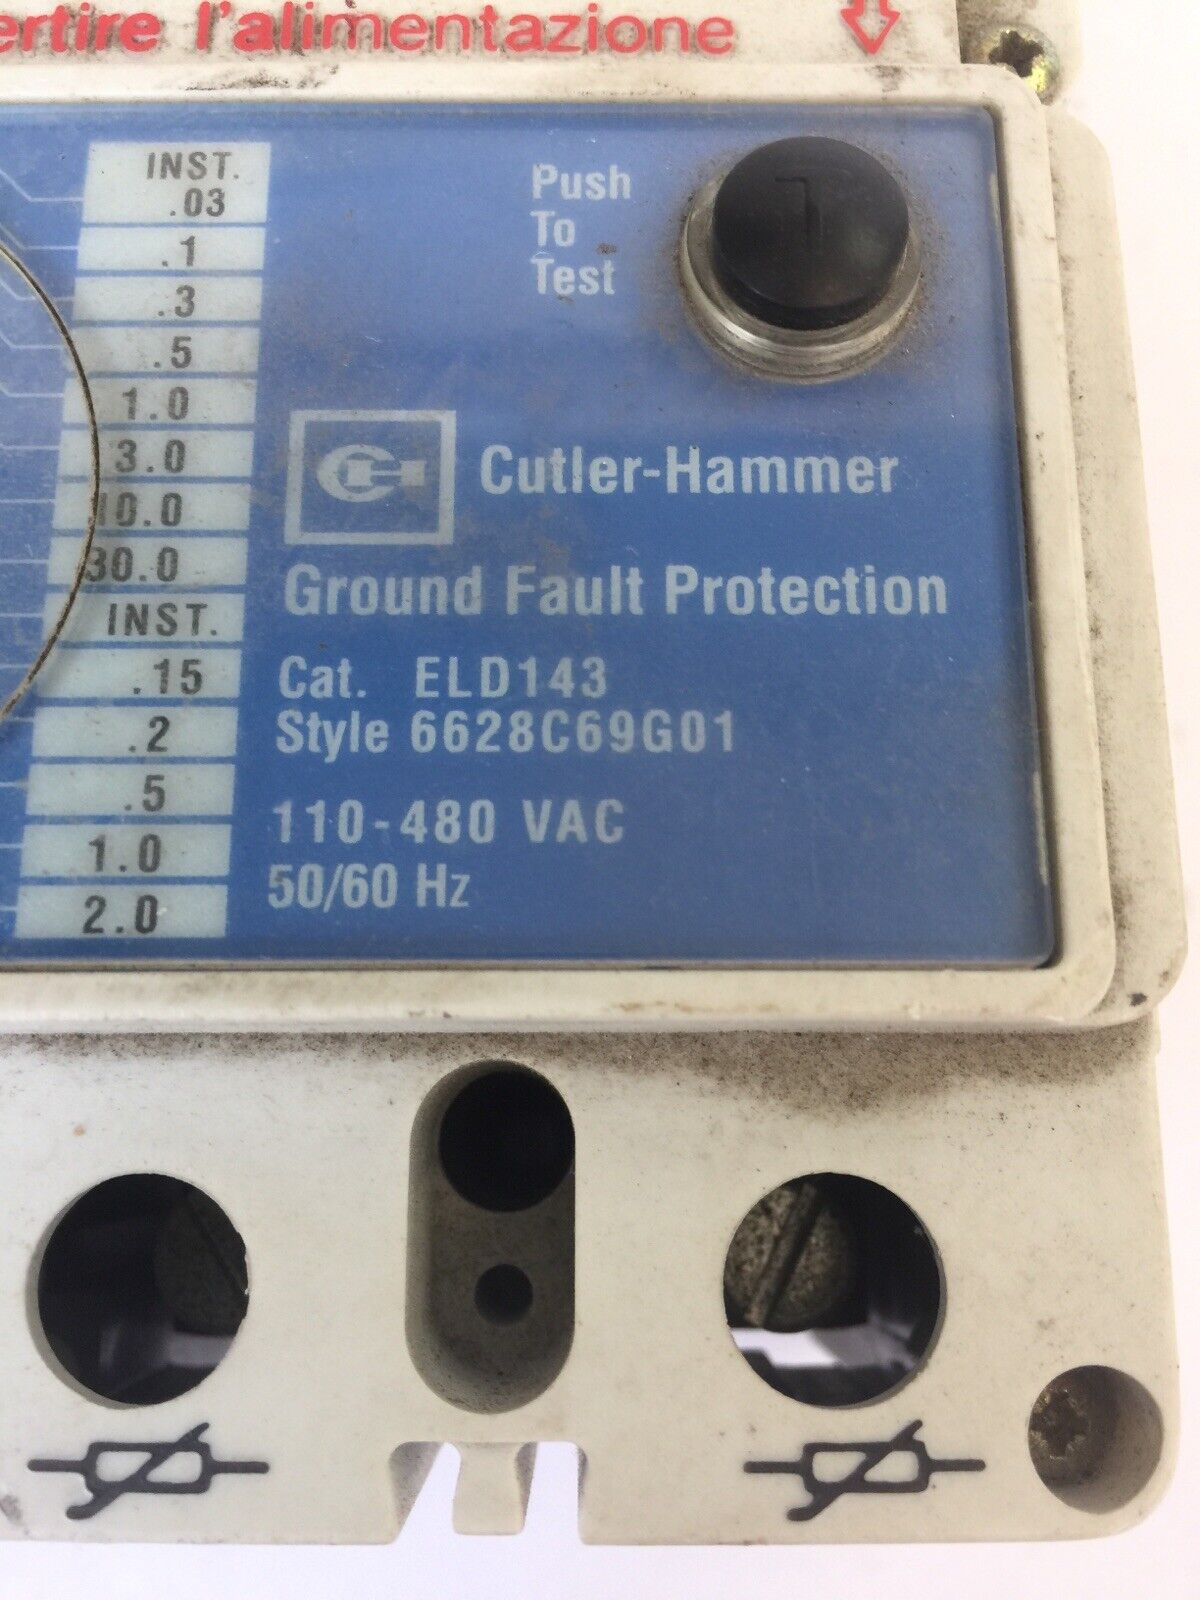 l'alimentazione
INST.
.03
.1
.3
.5
1.0
3.0
10.0
30.0
INST.
.15
.2
.5
1.0
2.0
Push
To
Test
T
CH
Cutler-Hammer
Ground Fault Protection
Cat. ELD143
Style 6628C69G01
110-480 VAC
50/60 Hz